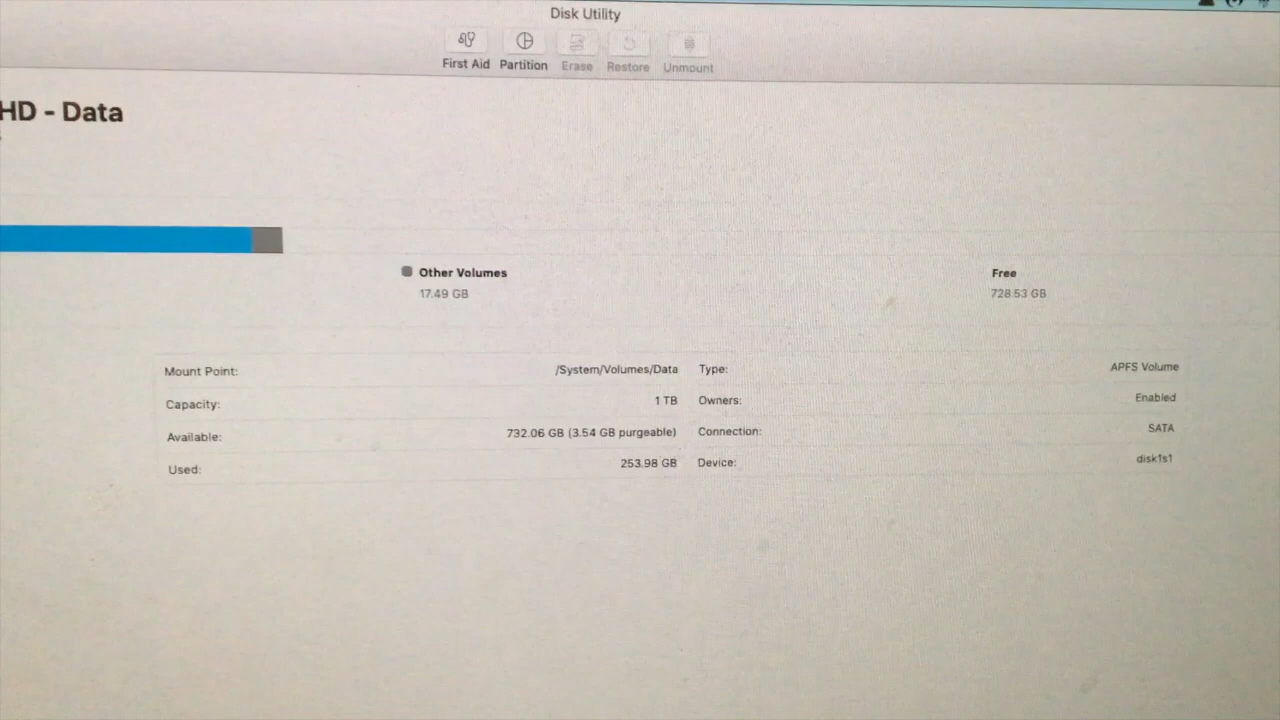 Disk Utility
First Aid Partition Erase Restore Unmount
HD - Data
Other Volumes
17.49 GB
Free
728.53 GB
Mount Point: /System/Volumes/Data
Type: APFS Volume
Capacity: 1 TB
Owners: Enabled
Available: 732.06 GB (3.54 GB purgeable)
Connection: SATA
Used: 253.98 GB
Device: disk1s1